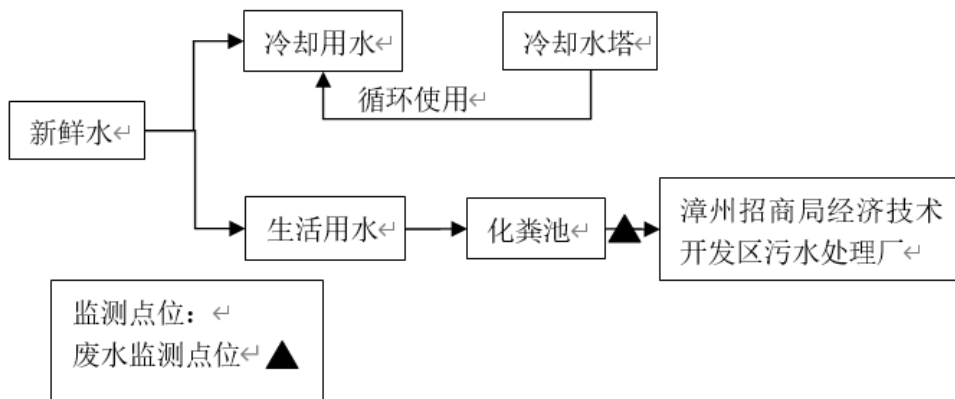 冷却用水
冷却水塔
循环使用
新鲜水
生活用水
化粪池
漳州招商局经济技术
开发区污水处理厂
监测点位：
废水监测点位▲